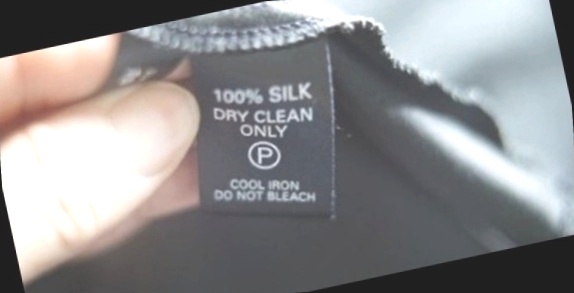 100% SILK
DRY CLEAN
ONLY
P
COOL IRON
DO NOT BLEACH